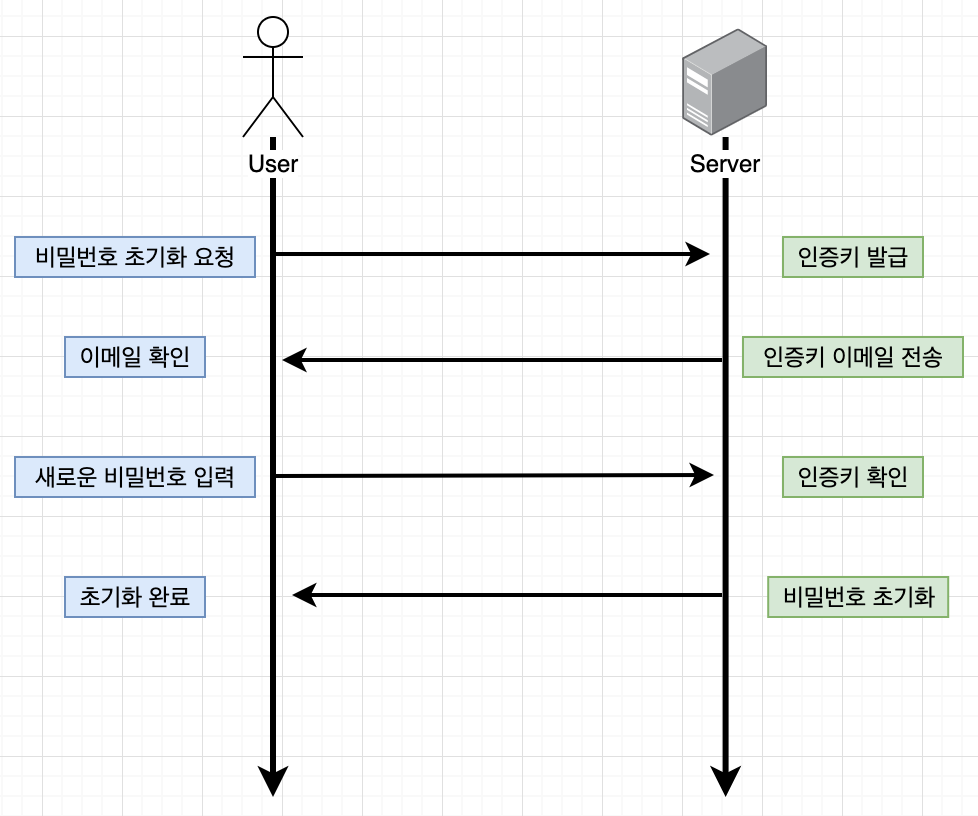 User
Server
비밀번호 초기화 요청
인증키 발급
이메일 확인
인증키 이메일 전송
새로운 비밀번호 입력
인증키 확인
초기화 완료
비밀번호 초기화